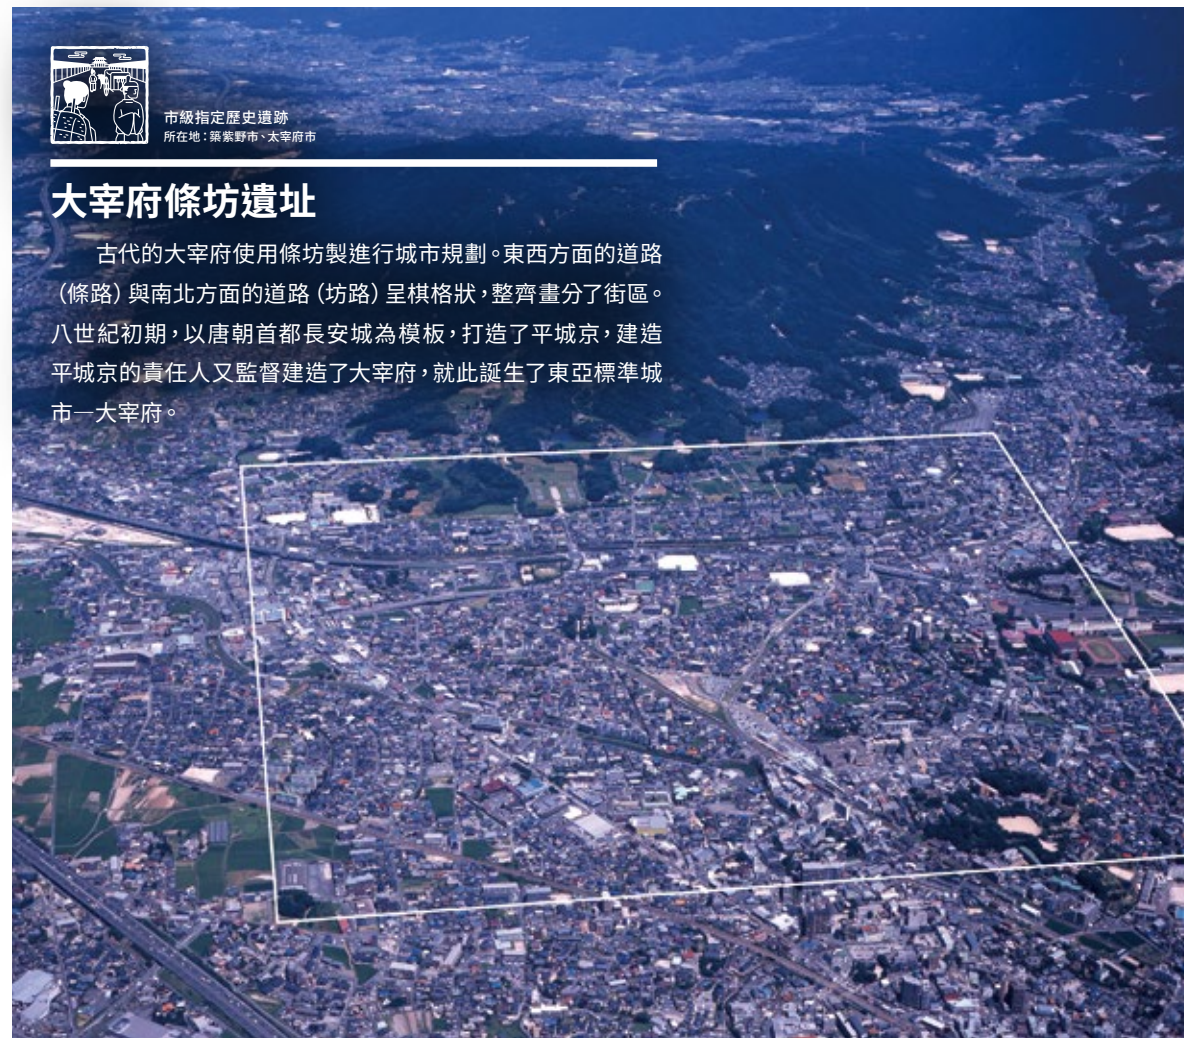 市級指定歷史遺跡
所在地:築紫野市、太宰府市
大宰府條坊遺址
古代的大宰府使用條坊製進行城市規劃。東西方面的道路
(條路)與南北方面的道路(坊路)呈棋格狀,整齊畫分了街區。
八世紀初期,以唐朝首都長安城為模板,打造了平城京,建造
平城京的責任人又監督建造了大宰府,就此誕生了東亞標準城
市—大宰府。